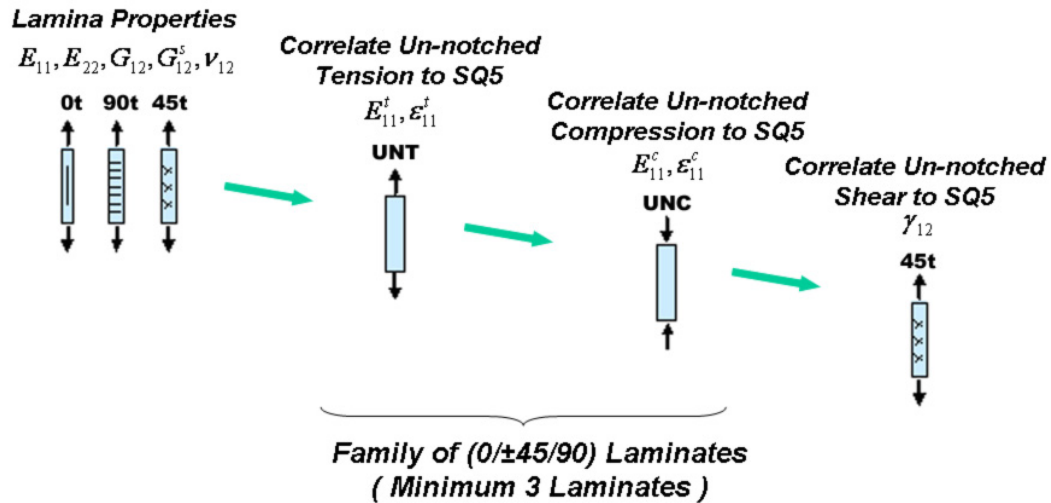 Lamina Properties
E₁₁, E₂₂, G₁₂, G₁₂ˢ, ν₁₂
0t 90t 45t
Correlate Un-notched
Tension to SQ5
E₁₁ᵗ, ε₁₁ᵗ
UNT
Correlate Un-notched
Compression to SQ5
E₁₁ᶜ, ε₁₁ᶜ
UNC
Correlate Un-notched
Shear to SQ5
γ₁₂
45t
Family of (0/±45/90) Laminates
( Minimum 3 Laminates )